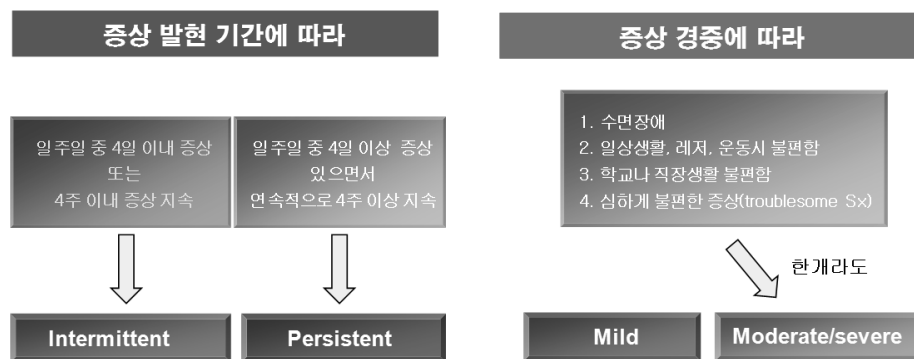 증상 발현 기간에 따라
일주일 중 4일 이내 증상
또는
4주 이내 증상 지속
일주일 중 4일 이상 증상
있으면서
연속적으로 4주 이상 지속
Intermittent
Persistent
증상 경중에 따라
1. 수면장애
2. 일상생활, 레저, 운동시 불편함
3. 학교나 직장생활 불편함
4. 심하게 불편한 증상(troublesome Sx)
한개라도
Mild
Moderate/severe